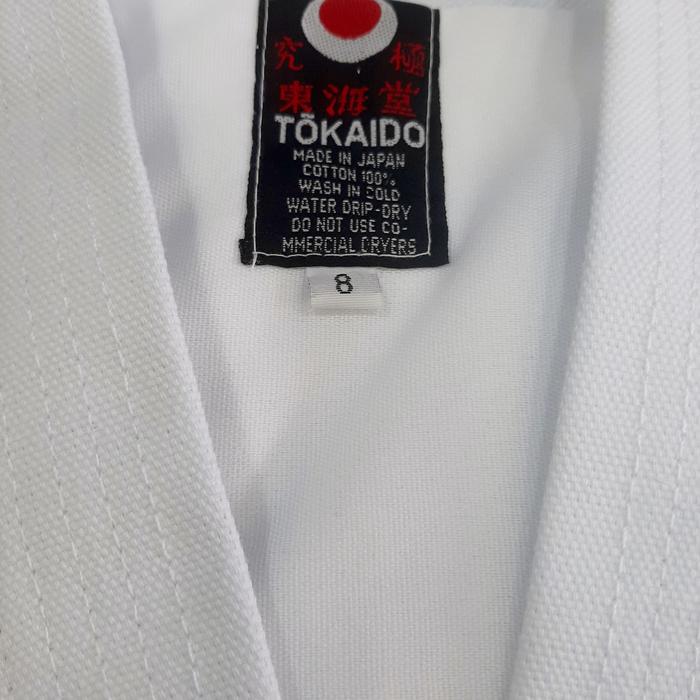 究 極
東海堂
TŌKAIDO
MADE IN JAPAN
COTTON 100%
WASH IN COLD
WATER DRIP-DRY
DO NOT USE CO-
MMERCIAL DRYERS
8